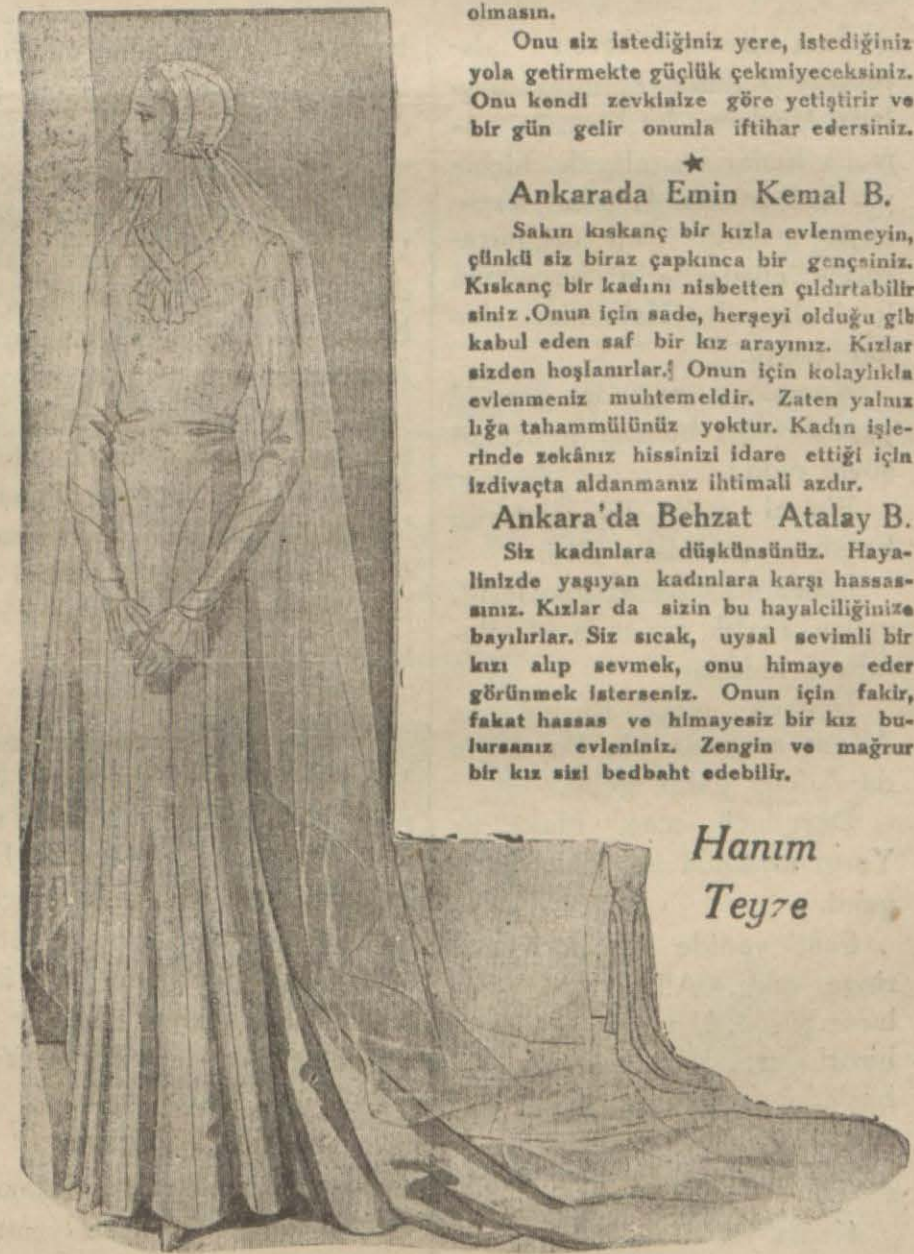 olmasın.
Onu siz istediğiniz yere, istediğiniz
yola getirmekte güçlük çekmiyeceksiniz.
Onu kendi zevkinize göre yetiştirir ve
bir gün gelir onunla iftihar edersiniz.
★
Ankarada Emin Kemal B.
Sakın kıskanç bir kızla evlenmeyin,
çünkü siz biraz çapkınca bir gençsiniz.
Kıskanç bir kadını nisbetten çıldırtabilir
siniz .Onun için sade, herşeyi olduğu gib
kabul eden saf bir kız arayınız. Kızlar
sizden hoşlanırlar. Onun için kolaylıkla
evlenmeniz muhtemeldir. Zaten yalnız
lığa tahammülünüz yoktur. Kadın işle-
rinde zekânız hissinizi idare ettiği için
izdivaçta aldanmanız ihtimali azdır.
Ankara'da Behzat Atalay B.
Siz kadınlara düşkünsünüz. Haya-
linizde yaşıyan kadınlara karşı hassas-
sınız. Kızlar da sizin bu hayalciliğinize
bayılırlar. Siz sıcak, uysal sevimli bir
kızı alıp sevmek, onu himaye eder
görünmek isterseniz. Onun için fakir,
fakat hassas ve himayesiz bir kız bu-
lursanız evleniniz. Zengin ve mağrur
bir kız sizi bedbaht edebilir.
Hanım
Teyze